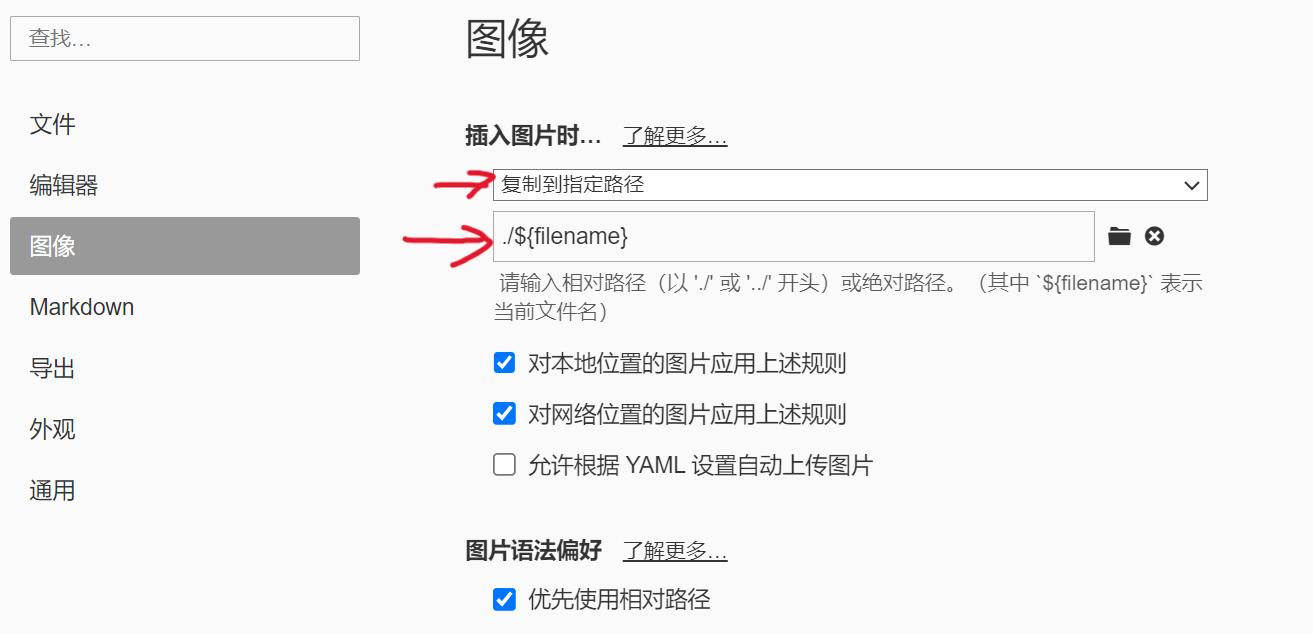 查找…
文件
编辑器
图像
Markdown
导出
外观
通用
图像
插入图片时… 了解更多…
复制到指定路径
./${filename}
请输入相对路径（以 './' 或 '../' 开头）或绝对路径。（其中 `${filename}` 表示
当前文件名）
对本地位置的图片应用上述规则
对网络位置的图片应用上述规则
允许根据 YAML 设置自动上传图片
图片语法偏好 了解更多…
优先使用相对路径